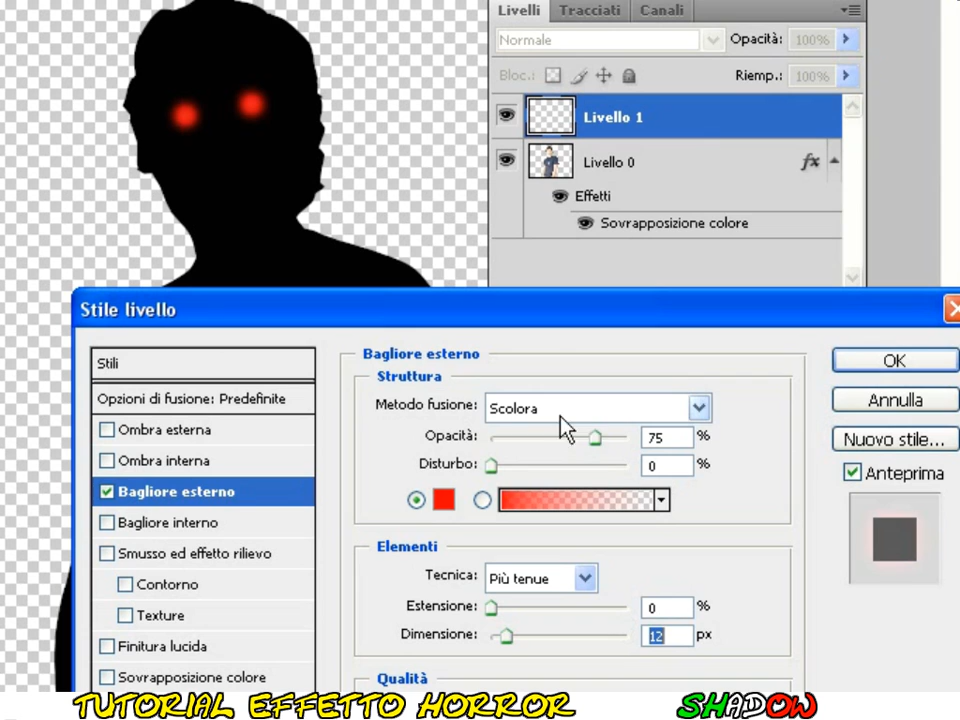 Livelli Tracciati Canali
Normale Opacità: 100%
Bloc.: Riemp.: 100%
Livello 1
Livello 0 fx
Effetti
Sovrapposizione colore
Stile livello
Stili
Opzioni di fusione: Predefinite
Ombra esterna
Ombra interna
Bagliore esterno
Bagliore interno
Smusso ed effetto rilievo
Contorno
Texture
Finitura lucida
Sovrapposizione colore
Bagliore esterno
Struttura
Metodo fusione: Scolora
Opacità: 75 %
Disturbo: 0 %
Elementi
Tecnica: Più tenue
Estensione: 0 %
Dimensione: 12 px
Qualità
OK
Annulla
Nuovo stile...
Anteprima
TUTORIAL EFFETTO HORROR SHADOW